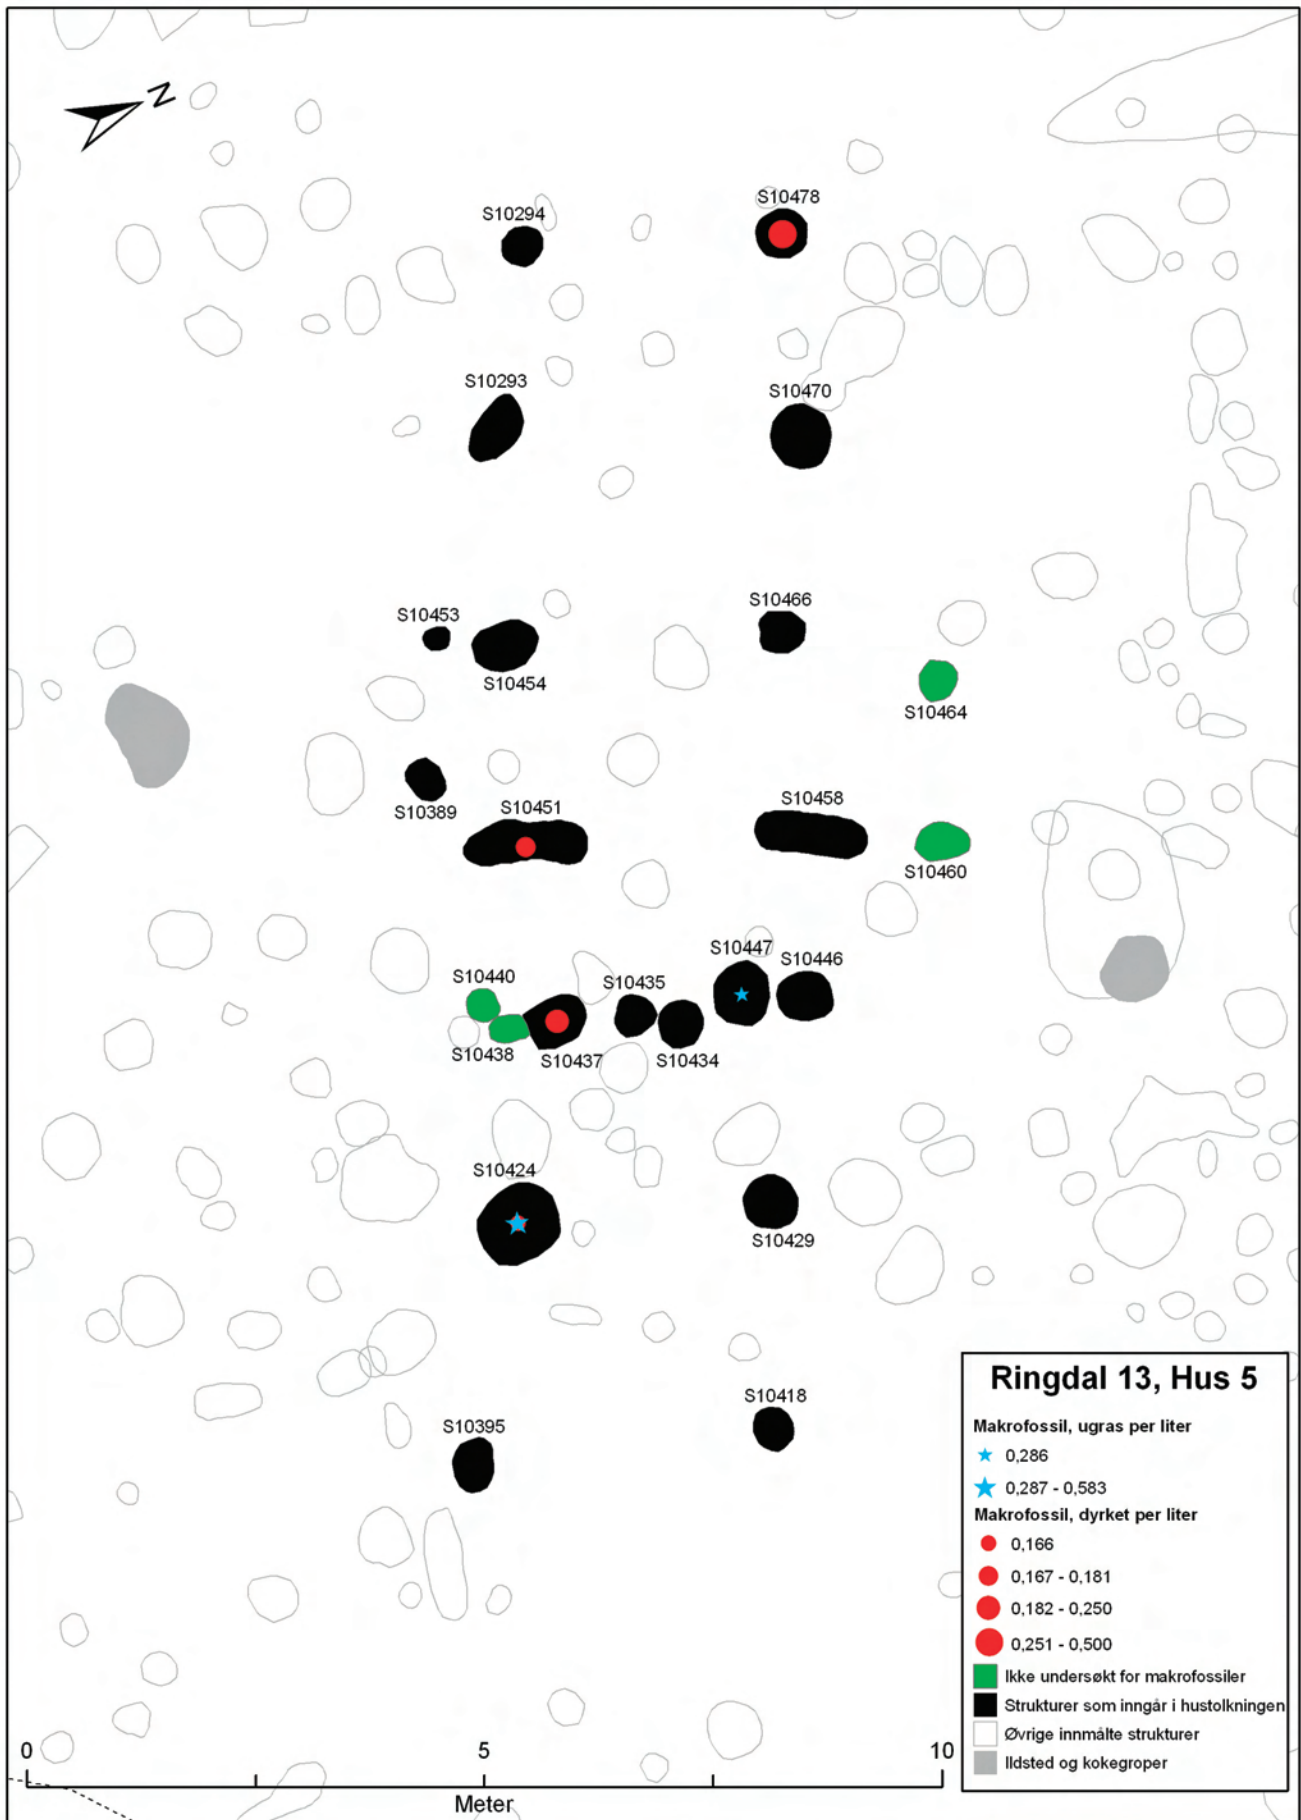 N
S10478
S10294
S10293
S10470
S10466
S10453
S10454
S10464
S10458
S10451
S10389
S10460
S10447
S10446
S10440
S10435
S10438
S10437
S10434
S10424
S10429
S10418
S10395
Ringdal 13, Hus 5
Makrofossil, ugras per liter
0,286
0,287 - 0,583
Makrofossil, dyrket per liter
0,166
0,167 - 0,181
0,182 - 0,250
0,251 - 0,500
Ikke undersøkt for makrofossiler
Strukturer som inngår i hustolkningen
Øvrige innmålte strukturer
Ildsted og kokegroper
0 5 10
Meter